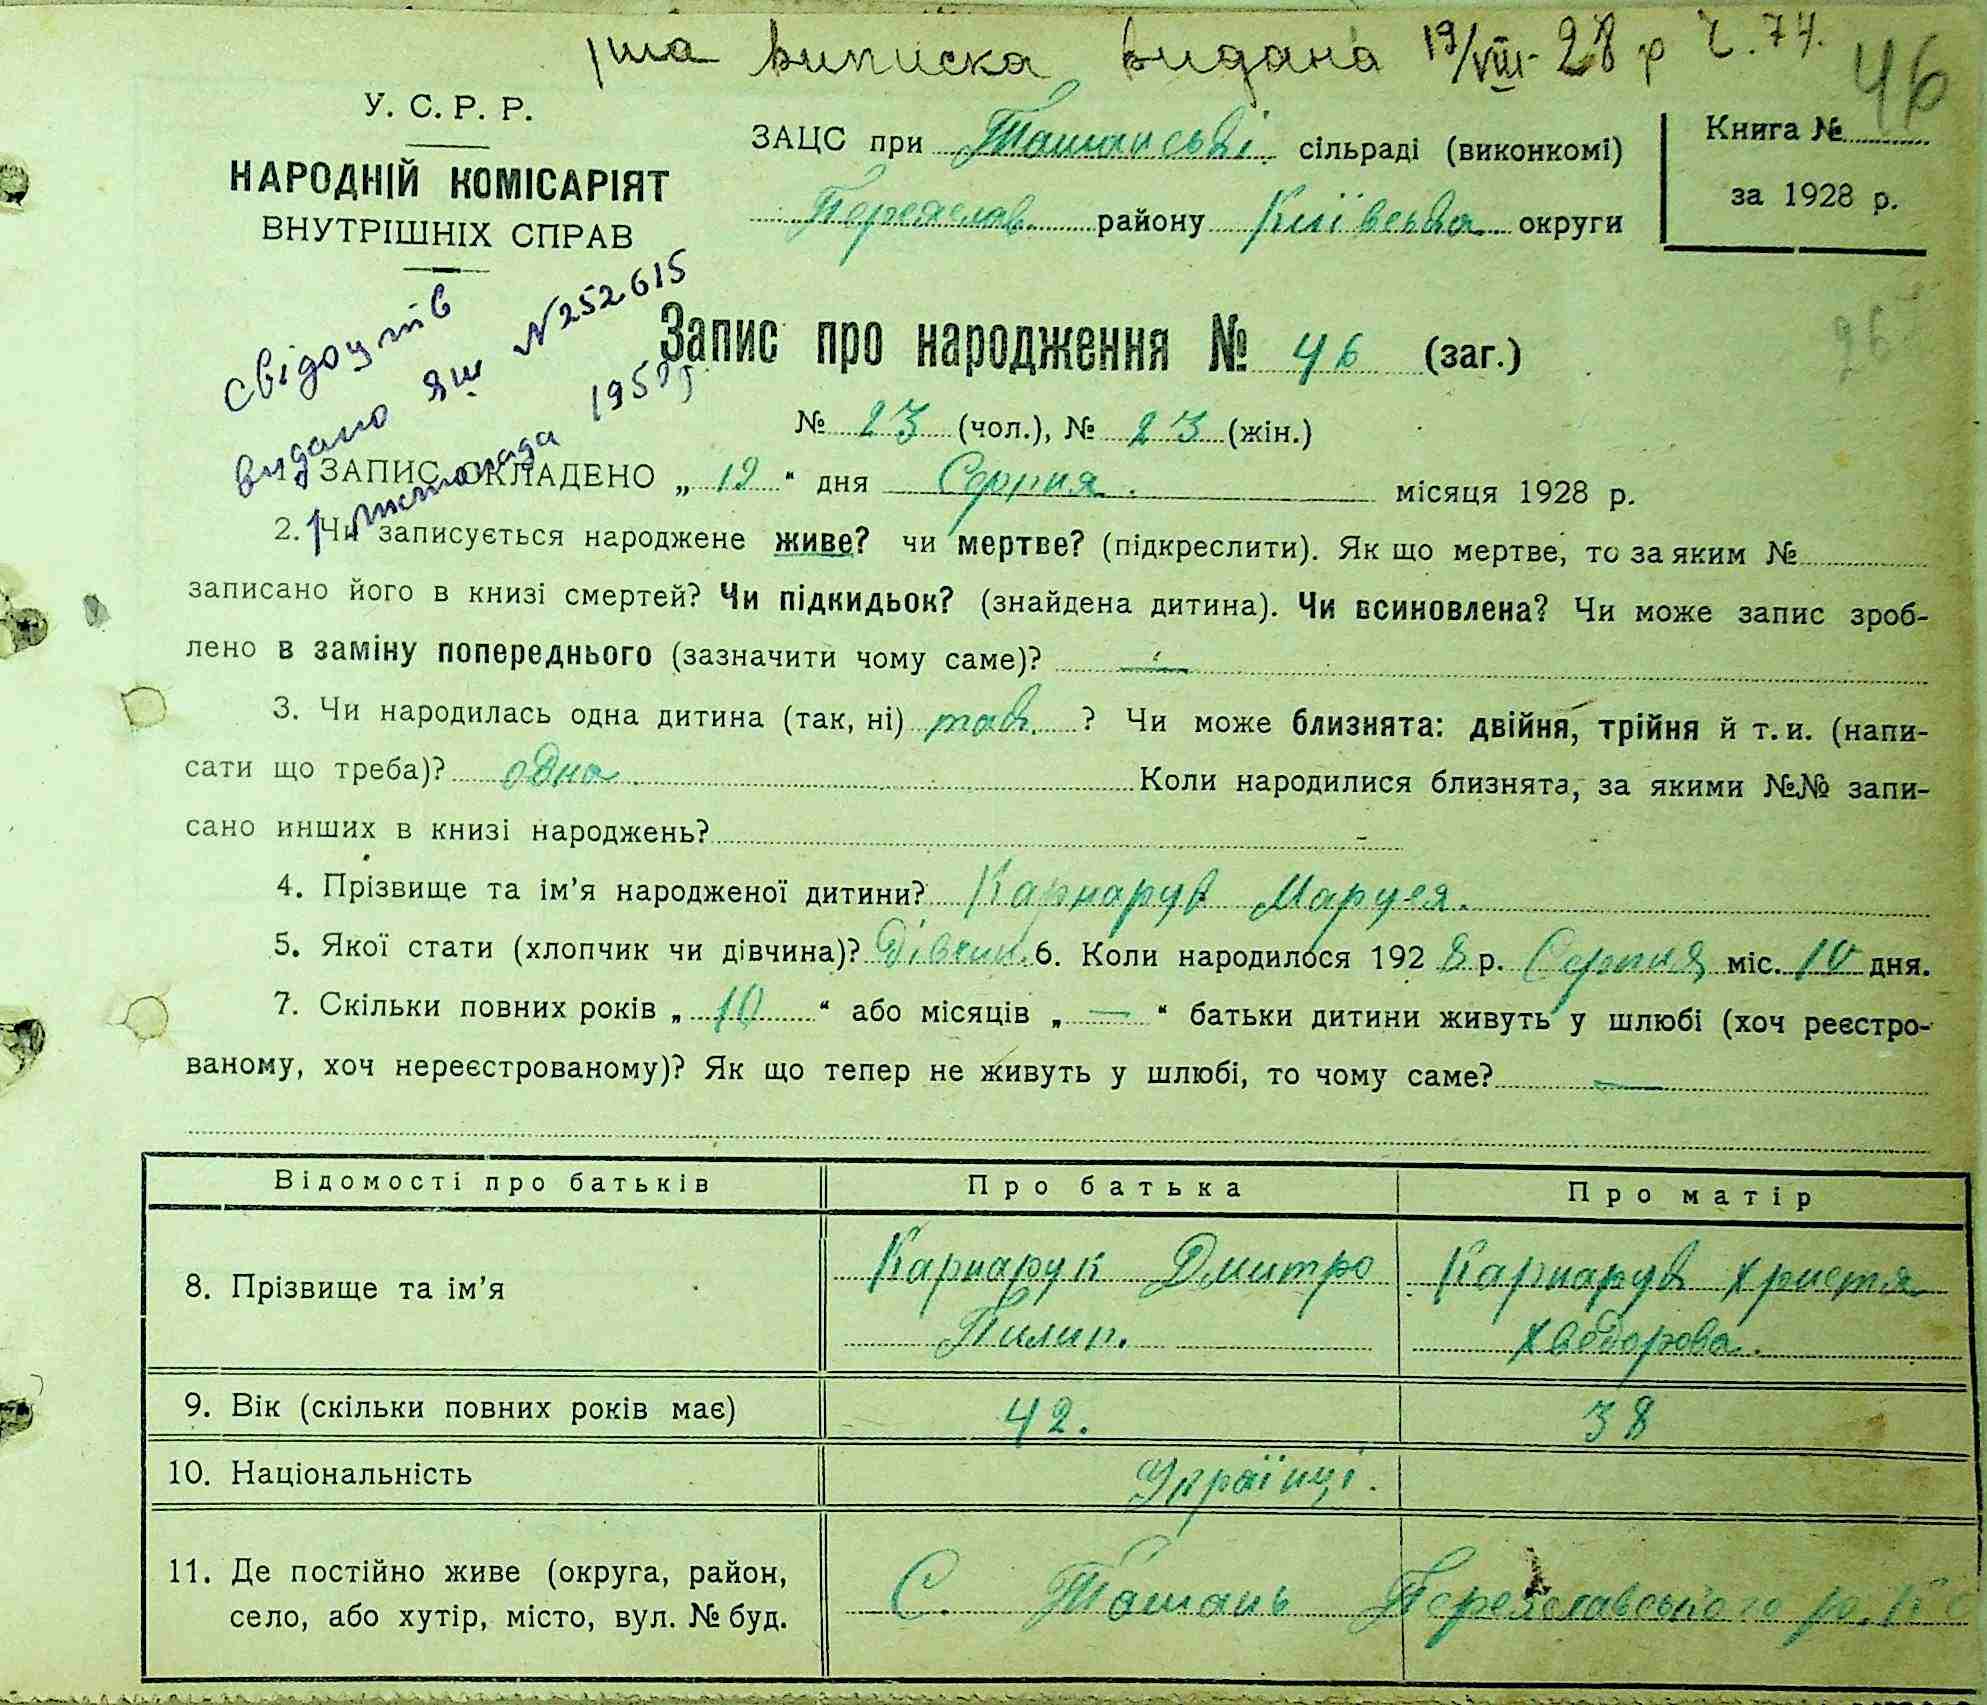 1ша виписка видана 19/VIII-28 р Ч. 74.
46
У. С. Р. Р.
НАРОДНІЙ КОМІСАРІЯТ
ВНУТРІШНІХ СПРАВ
ЗАЦС при Ташанські сільраді (виконкомі)
Переяслав району Київська округи
Книга №
за 1928 р.
свідоцтв
видано ЯШ N252615
1 листопада 195
Запис про народження № 46 (заг.)
26
№ 23 (чол.), № 23 (жін.)
1. ЗАПИС СКЛАДЕНО „ 12 “ дня Серпня. місяця 1928 р.
2. Чи записується народжене живе? чи мертве? (підкреслити). Як що мертве, то за яким №
записано його в книзі смертей? Чи підкидьок? (знайдена дитина). Чи всиновлена? Чи може запис зроб-
лено в заміну попереднього (зазначити чому саме)? —
3. Чи народилась одна дитина (так, ні) так ? Чи може близнята: двійня, трійня й т. и. (напи-
сати що треба)? одна Коли народилися близнята, за якими №№ запи-
сано инших в книзі народжень? -
4. Прізвище та ім’я народженої дитини? Карнарук Маруся.
5. Якої стати (хлопчик чи дівчина)? Дівчин. 6. Коли народилося 1928 р. Серпня міс. 10 дня.
7. Скільки повних років „ 10 “ або місяців „ — “ батьки дитини живуть у шлюбі (хоч реєстро-
ваному, хоч нереєстрованому)? Як що тепер не живуть у шлюбі, то чому саме? —
Відомості про батьків Про батька Про матір
8. Прізвище та ім’я Карнарук Дмитро Карнарук Христя
Пилип. Хведорова.
9. Вік (скільки повних років має) 42. 38
10. Національність Українці.
11. Де постійно живе (округа, район,
село, або хутір, місто, вул. № буд. С. Ташань Переяславського р.